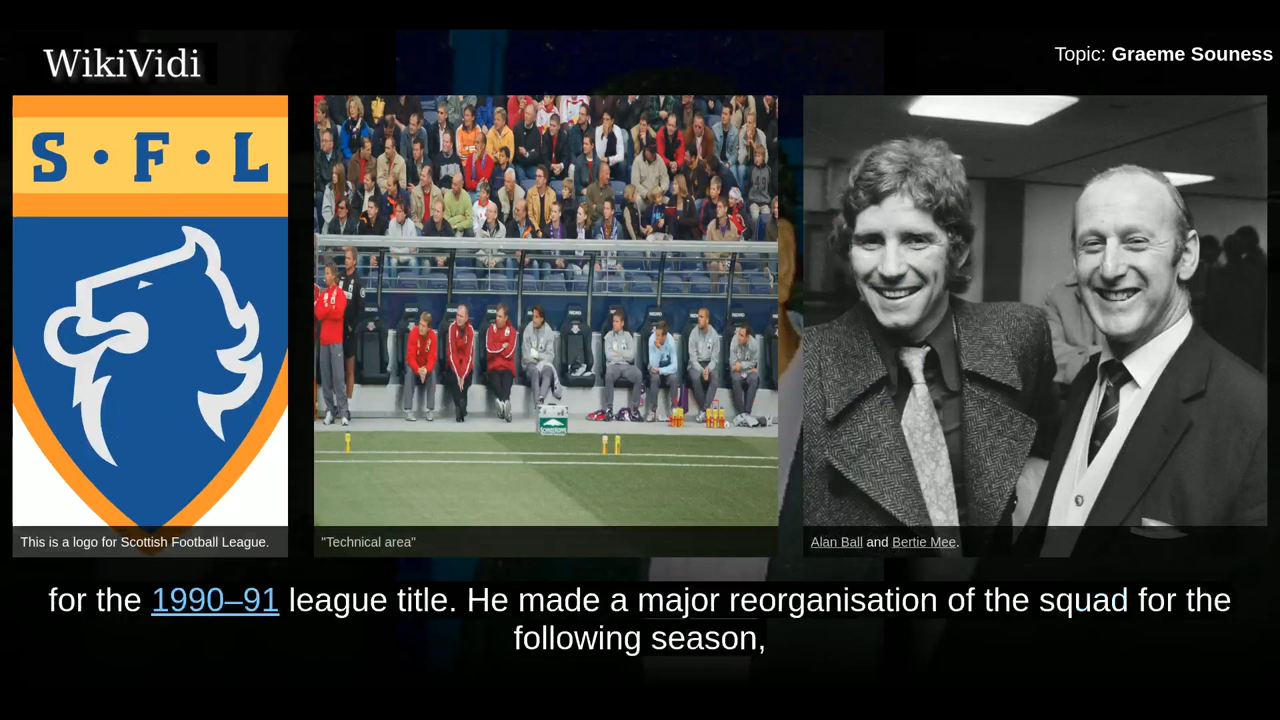 WikiVidi
Topic: Graeme Souness
S·F·L
This is a logo for Scottish Football League.
"Technical area"
Alan Ball and Bertie Mee.
for the 1990–91 league title. He made a major reorganisation of the squad for the
following season,